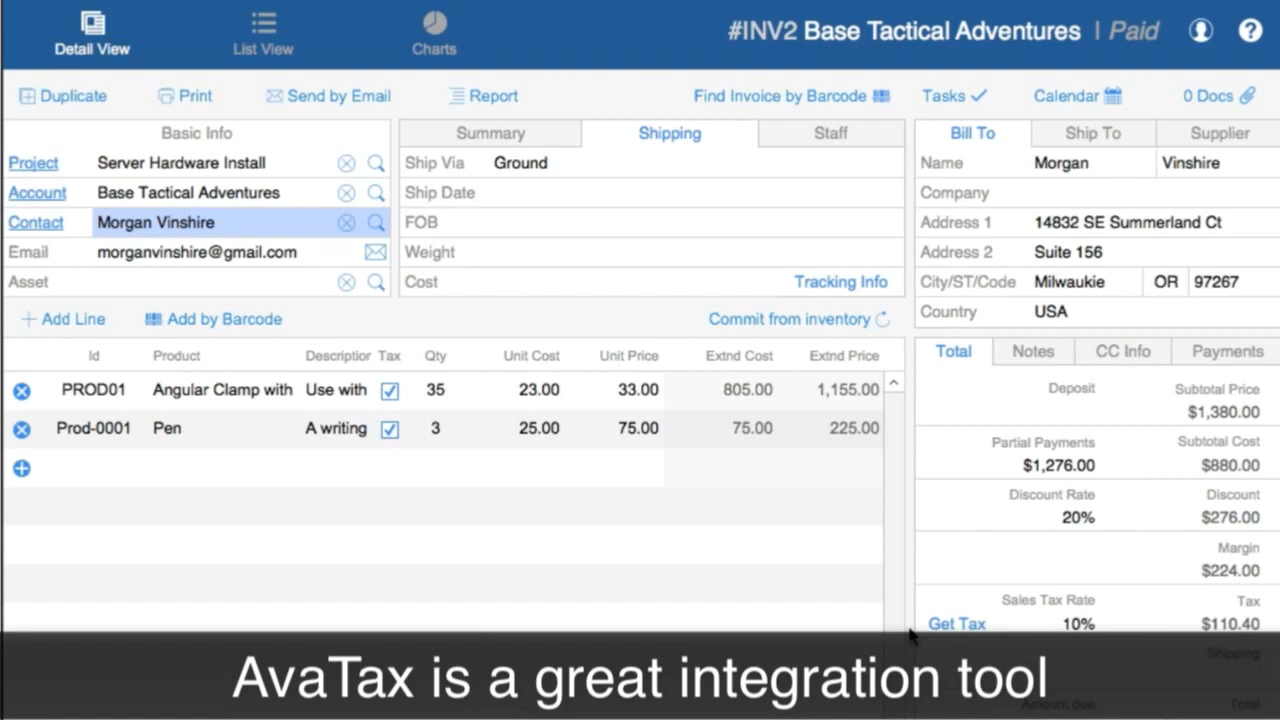 Detail View
List View
Charts
#INV2 Base Tactical Adventures | Paid
?
Duplicate
Print
Send by Email
Report
Find Invoice by Barcode
Tasks
Calendar
0 Docs
Basic Info
Project Server Hardware Install
Account Base Tactical Adventures
Contact Morgan Vinshire
Email morganvinshire@gmail.com
Asset
Summary Shipping Staff
Ship Via Ground
Ship Date
FOB
Weight
Cost Tracking Info
Bill To Ship To Supplier
Name Morgan Vinshire
Company
Address 1 14832 SE Summerland Ct
Address 2 Suite 156
City/ST/Code Milwaukie OR 97267
Country USA
Add Line
Add by Barcode
Commit from inventory
Id Product Description Tax Qty Unit Cost Unit Price Extnd Cost Extnd Price
PROD01 Angular Clamp with Use with 35 23.00 33.00 805.00 1,155.00
Prod-0001 Pen A writing 3 25.00 75.00 75.00 225.00
Total Notes CC Info Payments
Deposit Subtotal Price
$1,380.00
Partial Payments Subtotal Cost
$1,276.00 $880.00
Discount Rate Discount
20% $276.00
Margin
$224.00
Sales Tax Rate Tax
Get Tax 10% $110.40
Shipping
Amount due Total
AvaTax is a great integration tool